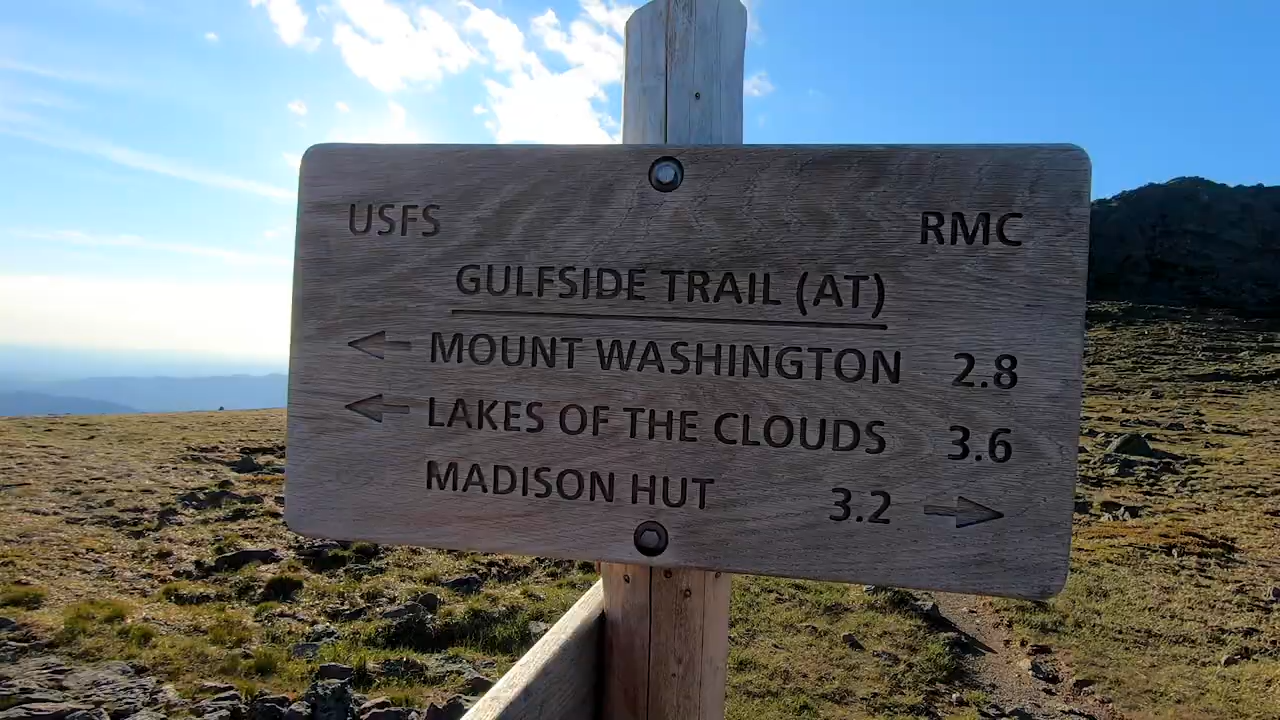 USFS RMC
GULFSIDE TRAIL (AT)
← MOUNT WASHINGTON 2.8
← LAKES OF THE CLOUDS 3.6
MADISON HUT 3.2 →